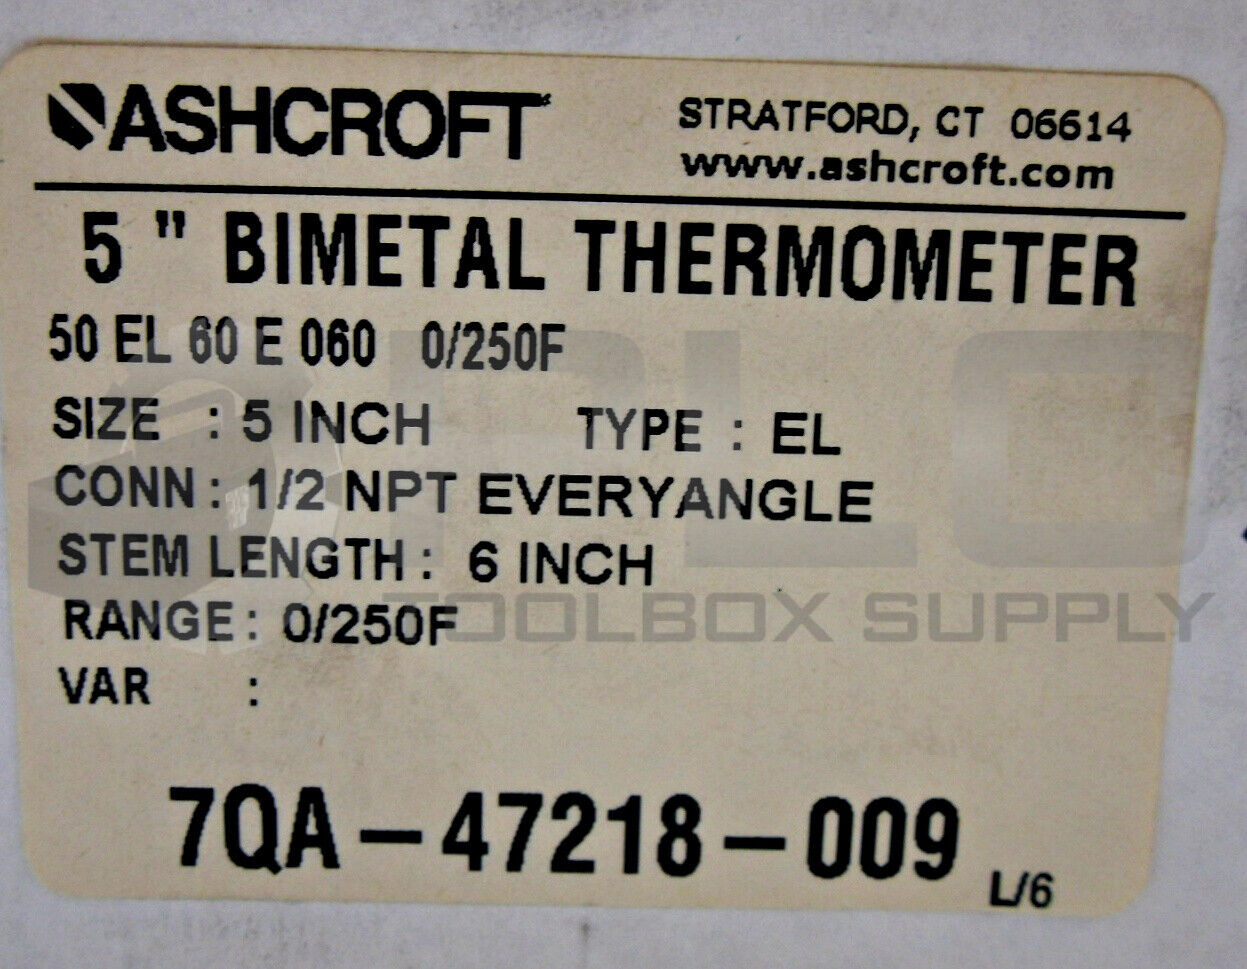 ASHCROFT
STRATFORD, CT 06614
www.ashcroft.com
5 " BIMETAL THERMOMETER
50 EL 60 E 060 0/250F
SIZE : 5 INCH TYPE : EL
CONN : 1/2 NPT EVERYANGLE
STEM LENGTH : 6 INCH
RANGE : 0/250F
VAR :
7QA-47218-009
L/6
PLC
TOOLBOX SUPPLY